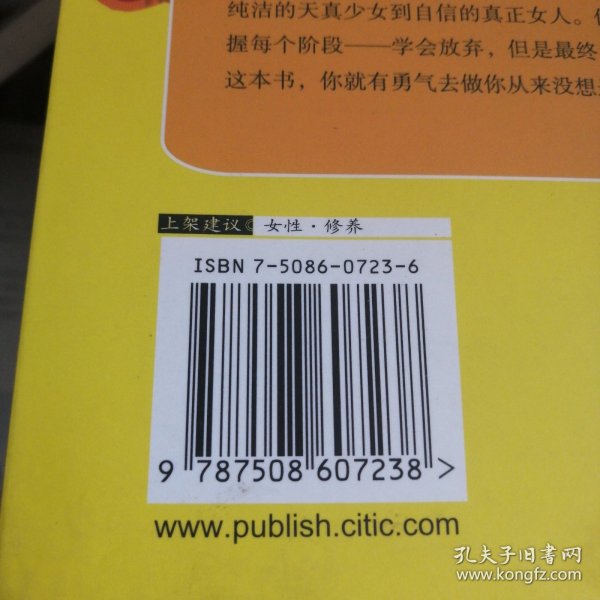 纯洁的天真少女到自信的真正女人。
握每个阶段——学会放弃，但是最终
这本书，你就有勇气去做你从来没想
上架建议◎ 女性·修养
ISBN 7-5086-0723-6
9 787508 607238 >
www.publish.citic.com
孔夫子旧书网
www.kongfz.com